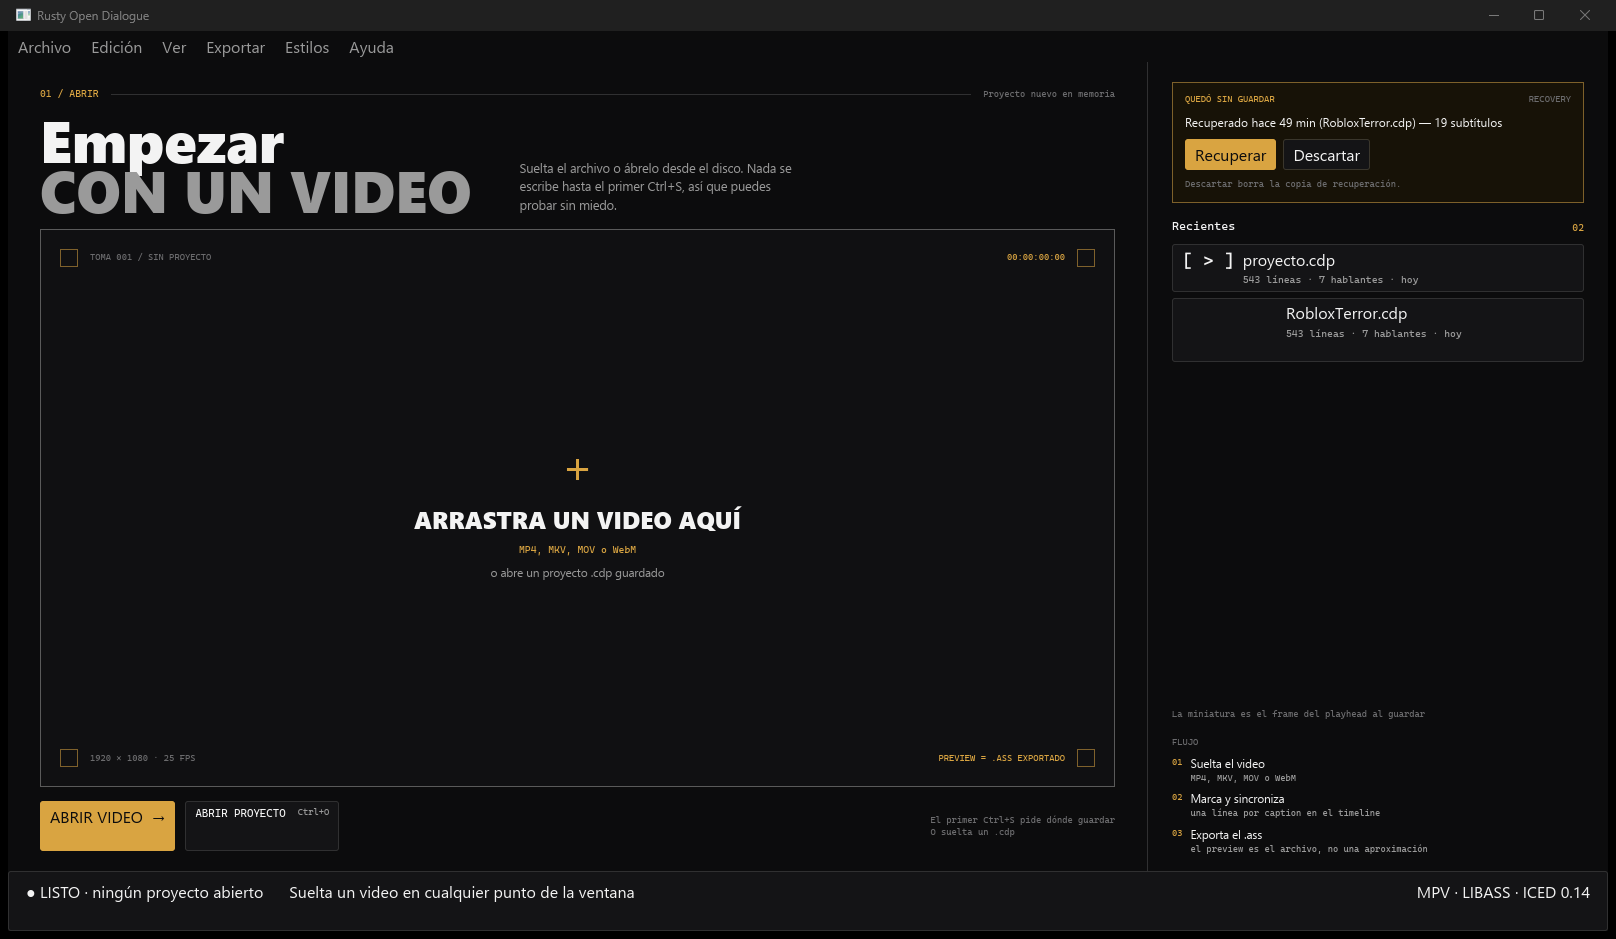 Rusty Open Dialogue
Archivo Edición Ver Exportar Estilos Ayuda
01 / ABRIR
Proyecto nuevo en memoria
Empezar
CON UN VIDEO
Suelta el archivo o ábrelo desde el disco. Nada se
escribe hasta el primer Ctrl+S, así que puedes
probar sin miedo.
TOMA 001 / SIN PROYECTO
00:00:00:00
+
ARRASTRA UN VIDEO AQUÍ
MP4, MKV, MOV o WebM
o abre un proyecto .cdp guardado
1920 × 1080 · 25 FPS
PREVIEW = .ASS EXPORTADO
ABRIR VIDEO →
ABRIR PROYECTO Ctrl+O
El primer Ctrl+S pide dónde guardar
O suelta un .cdp
QUEDÓ SIN GUARDAR
RECOVERY
Recuperado hace 49 min (RobloxTerror.cdp) — 19 subtítulos
Recuperar
Descartar
Descartar borra la copia de recuperación.
Recientes
02
[ > ] proyecto.cdp
543 líneas · 7 hablantes · hoy
RobloxTerror.cdp
543 líneas · 7 hablantes · hoy
La miniatura es el frame del playhead al guardar
FLUJO
01 Suelta el video
MP4, MKV, MOV o WebM
02 Marca y sincroniza
una línea por caption en el timeline
03 Exporta el .ass
el preview es el archivo, no una aproximación
● LISTO · ningún proyecto abierto
Suelta un video en cualquier punto de la ventana
MPV · LIBASS · ICED 0.14